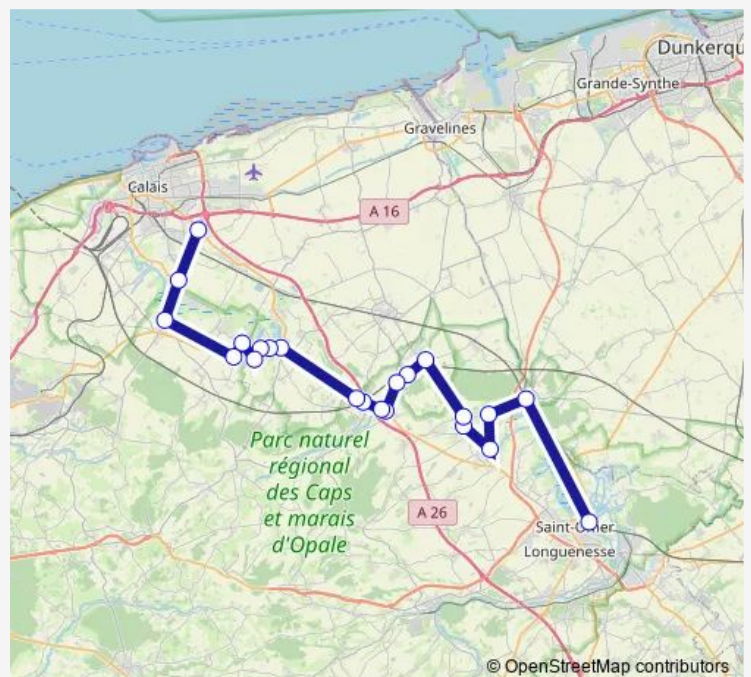 Dunkerqu
Grande-Synthe
Gravelines
Calais
A 16
Parc naturel
régional
des Caps
et marais
d'Opale
A 26
Saint-Omer
Longuenesse
© OpenStreetMap contributors